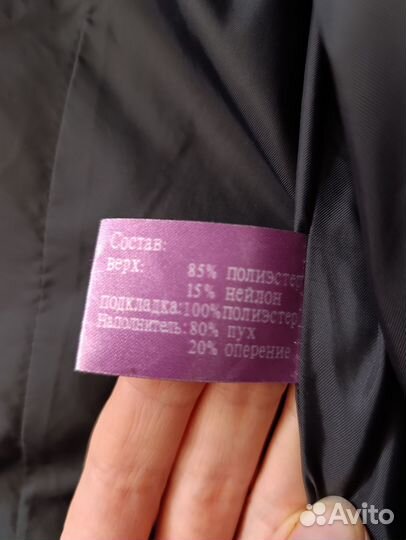 Состав:
верх: 85% полиэстер
15% нейлон
подкладка:100%полиэстер
Наполнитель: 80% пух
20% оперение
Avito